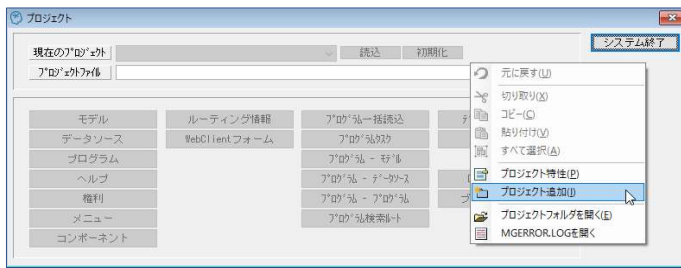 プロジェクト
システム終了
現在のﾌﾟﾛｼﾞｪｸﾄ 読込 初期化
ﾌﾟﾛｼﾞｪｸﾄﾌｧｲﾙ
元に戻す(U)
切り取り(X)
コピー(C)
貼り付け(V)
すべて選択(A)
プロジェクト特性(P)
プロジェクト追加(I)
プロジェクトフォルダを開く(E)
MGERROR.LOGを開く
モデル ルーティング情報 ﾌﾟﾛｸﾞﾗﾑ一括読込
データソース WebClientフォーム ﾌﾟﾛｸﾞﾗﾑﾀｽｸ
プログラム ﾌﾟﾛｸﾞﾗﾑ - ﾓﾃﾞﾙ
ヘルプ ﾌﾟﾛｸﾞﾗﾑ - ﾃﾞｰﾀｿｰｽ
権利 ﾌﾟﾛｸﾞﾗﾑ - ﾌﾟﾛｸﾞﾗﾑ
メニュー ﾌﾟﾛｸﾞﾗﾑ検索ﾙｰﾄ
コンポーネント